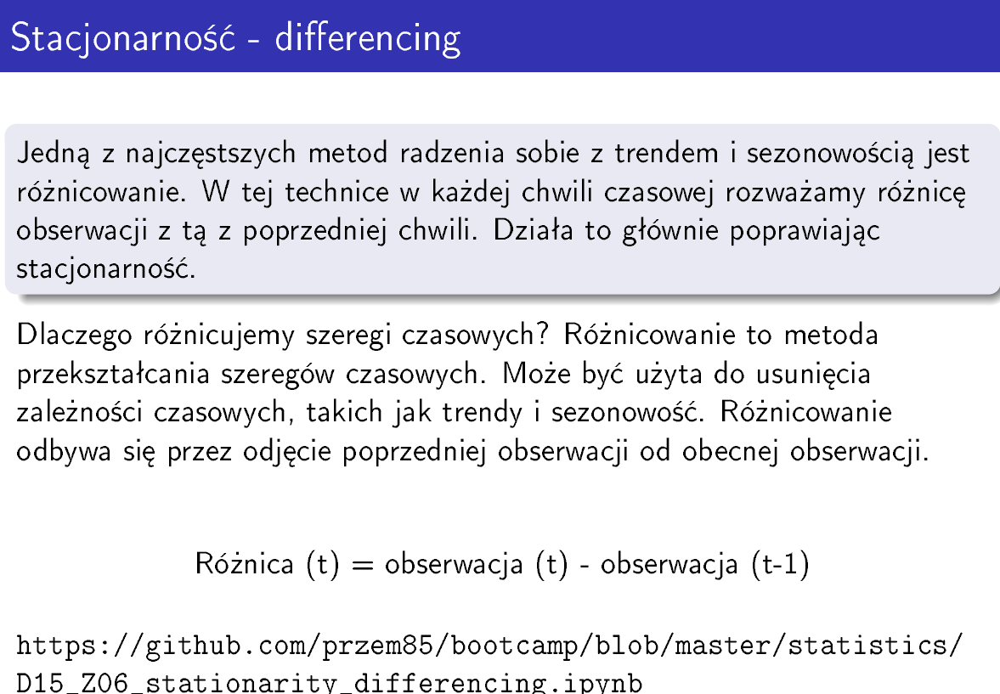 Stacjonarność - differencing
Jedną z najczęstszych metod radzenia sobie z trendem i sezonowością jest
różnicowanie. W tej technice w każdej chwili czasowej rozważamy różnicę
obserwacji z tą z poprzedniej chwili. Działa to głównie poprawiając
stacjonarność.
Dlaczego różnicujemy szeregi czasowych? Różnicowanie to metoda
przekształcania szeregów czasowych. Może być użyta do usunięcia
zależności czasowych, takich jak trendy i sezonowość. Różnicowanie
odbywa się przez odjęcie poprzedniej obserwacji od obecnej obserwacji.
Różnica (t) = obserwacja (t) - obserwacja (t-1)
https://github.com/przem85/bootcamp/blob/master/statistics/
D15_Z06_stationarity_differencing.ipynb